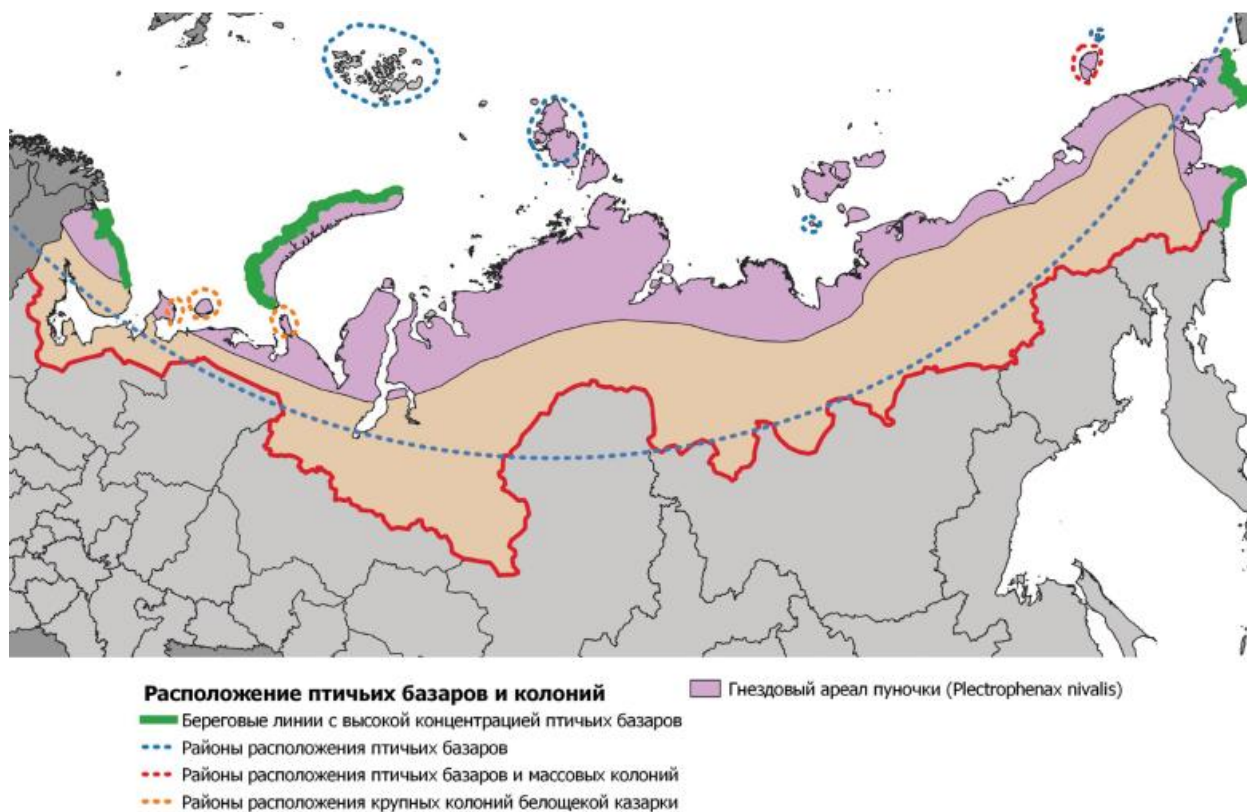 Расположение птичьих базаров и колоний
Береговые линии с высокой концентрацией птичьих базаров
Районы расположения птичьих базаров
Районы расположения птичьих базаров и массовых колоний
Районы расположения крупных колоний белощекой казарки
Гнездовый ареал пуночки (Plectrophenax nivalis)